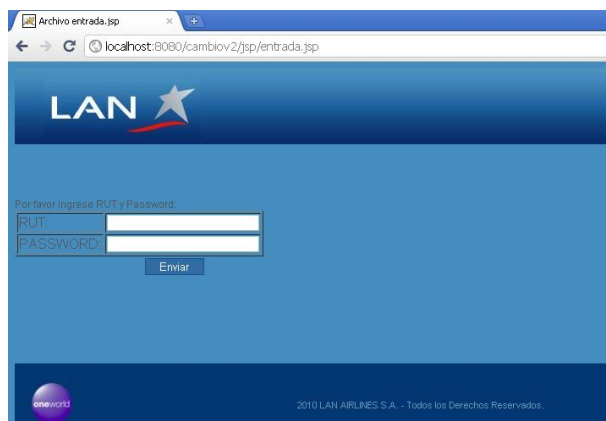 Archivo entrada.jsp
localhost:8080/cambiov2/jsp/entrada.jsp
LAN
Por favor ingrese RUT y Password:
RUT:
PASSWORD:
Enviar
oneworld
2010 LAN AIRLINES S.A. - Todos los Derechos Reservados.